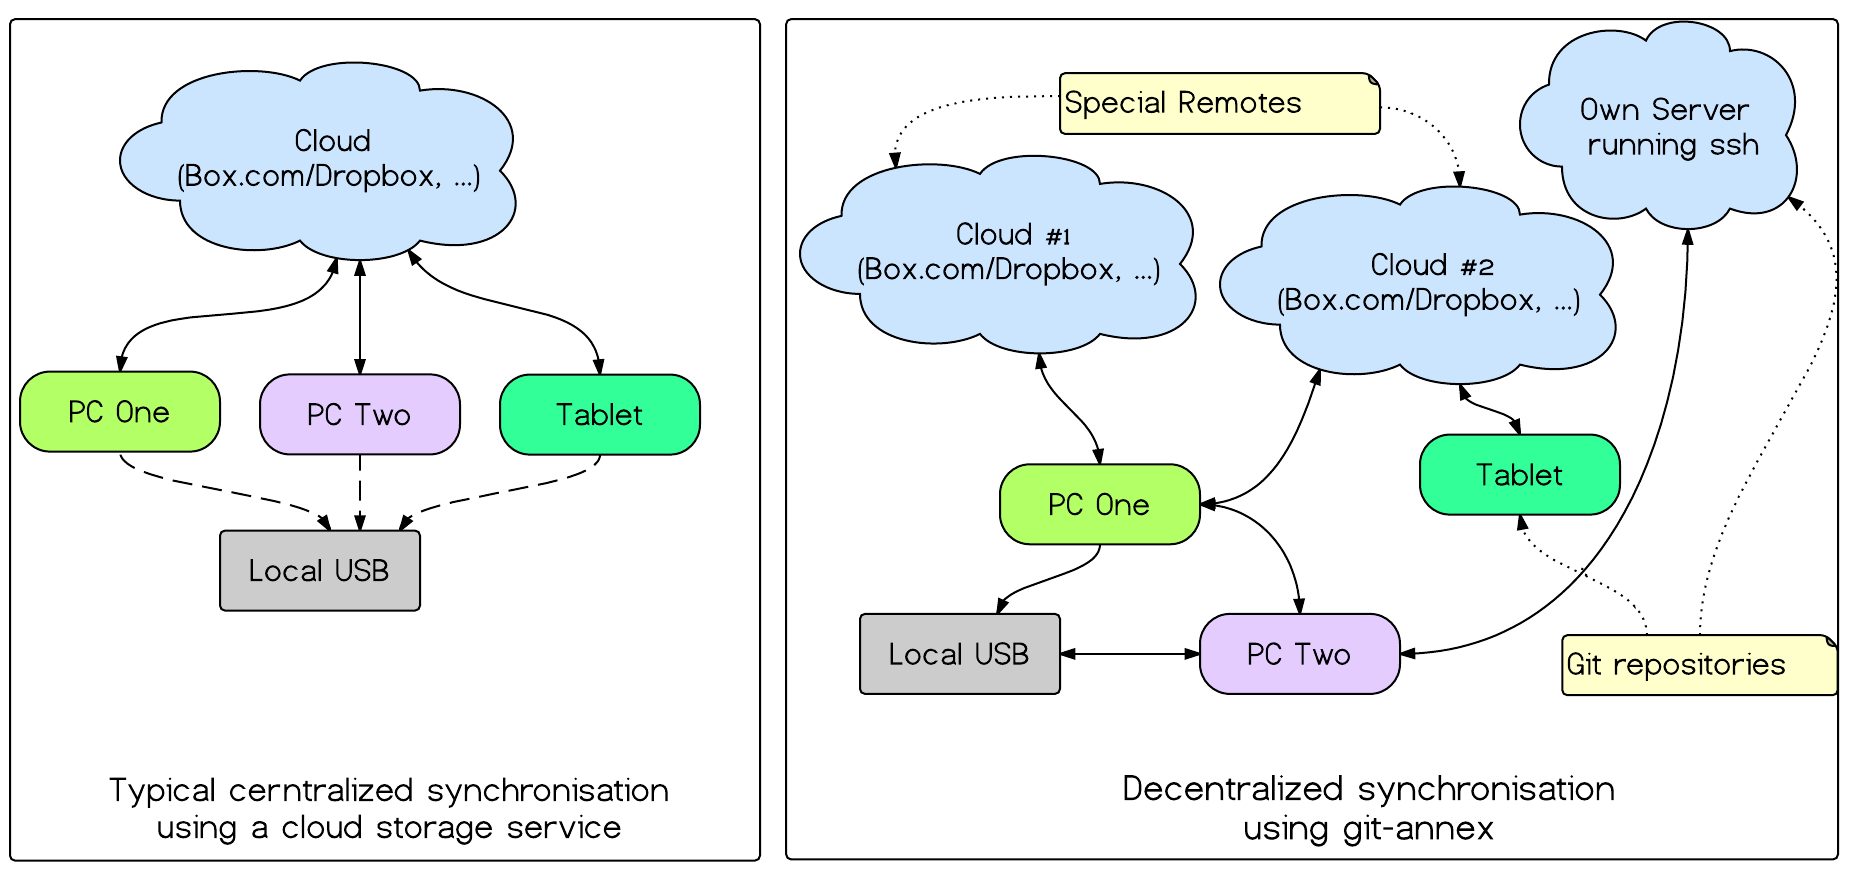 Cloud
(Box.com/Dropbox, ...)
PC One
PC Two
Tablet
Local USB
Typical cerntralized synchronisation
using a cloud storage service
Special Remotes
Own Server
running ssh
Cloud #1
(Box.com/Dropbox, ...)
Cloud #2
(Box.com/Dropbox, ...)
Tablet
PC One
Local USB
PC Two
Git repositories
Decentralized synchronisation
using git-annex